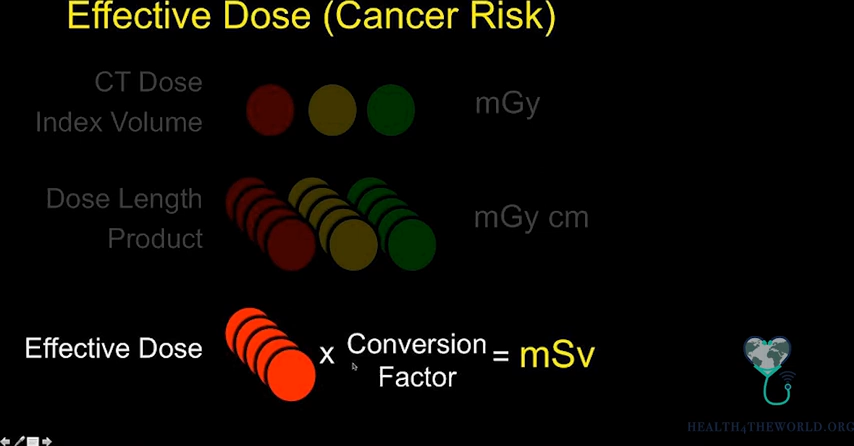 Effective Dose (Cancer Risk)
CT Dose
Index Volume
mGy
Dose Length
Product
mGy cm
Effective Dose
x
Conversion
Factor
= mSv
HEALTH4THEWORLD.ORG